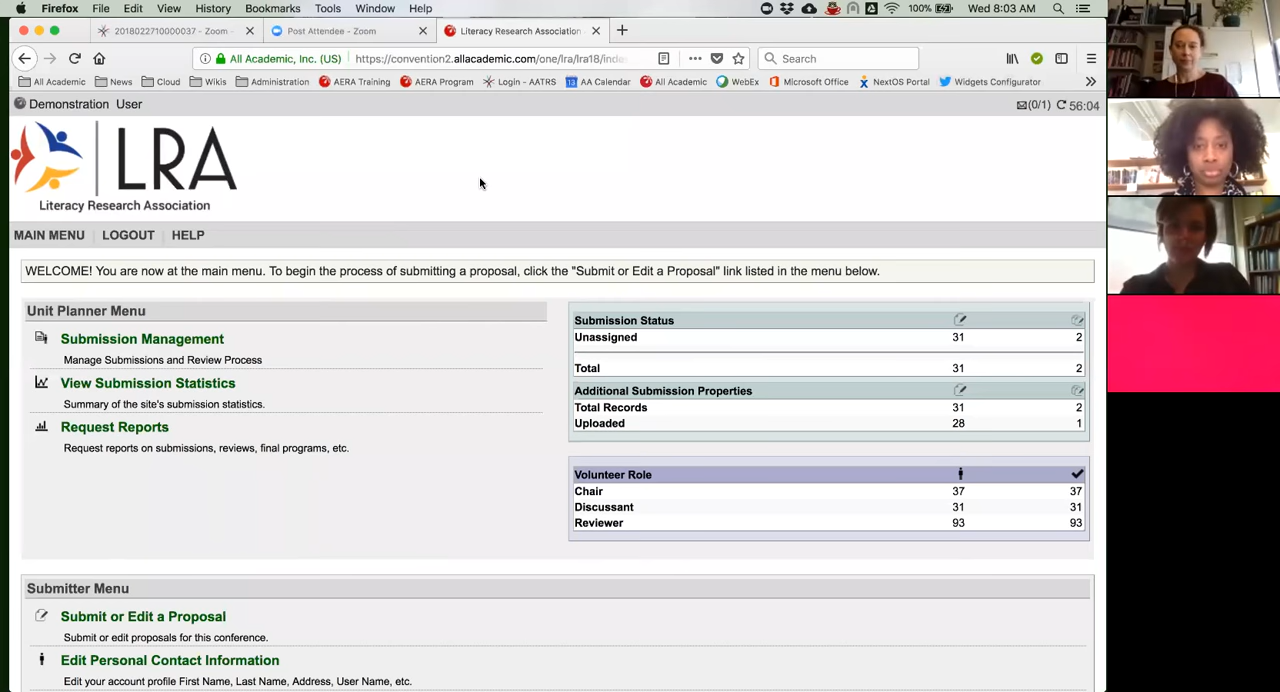 Firefox File Edit View History Bookmarks Tools Window Help 100% Wed 8:03 AM
2018022710000037 - Zoom Post Attendee - Zoom Literacy Research Association
All Academic, Inc. (US) https://convention2.allacademic.com/one/lra/lra18/inde Search
All Academic News Cloud Wikis Administration AERA Training AERA Program Login - AATRS 13 AA Calendar All Academic WebEx Microsoft Office NextOS Portal Widgets Configurator
Demonstration User (0/1) 56:04
LRA
Literacy Research Association
MAIN MENU LOGOUT HELP
WELCOME! You are now at the main menu. To begin the process of submitting a proposal, click the "Submit or Edit a Proposal" link listed in the menu below.
Unit Planner Menu
Submission Management
Manage Submissions and Review Process
View Submission Statistics
Summary of the site's submission statistics.
Request Reports
Request reports on submissions, reviews, final programs, etc.
Submission Status
Unassigned 31 2
Total 31 2
Additional Submission Properties
Total Records 31 2
Uploaded 28 1
Volunteer Role
Chair 37 37
Discussant 31 31
Reviewer 93 93
Submitter Menu
Submit or Edit a Proposal
Submit or edit proposals for this conference.
Edit Personal Contact Information
Edit your account profile First Name, Last Name, Address, User Name, etc.